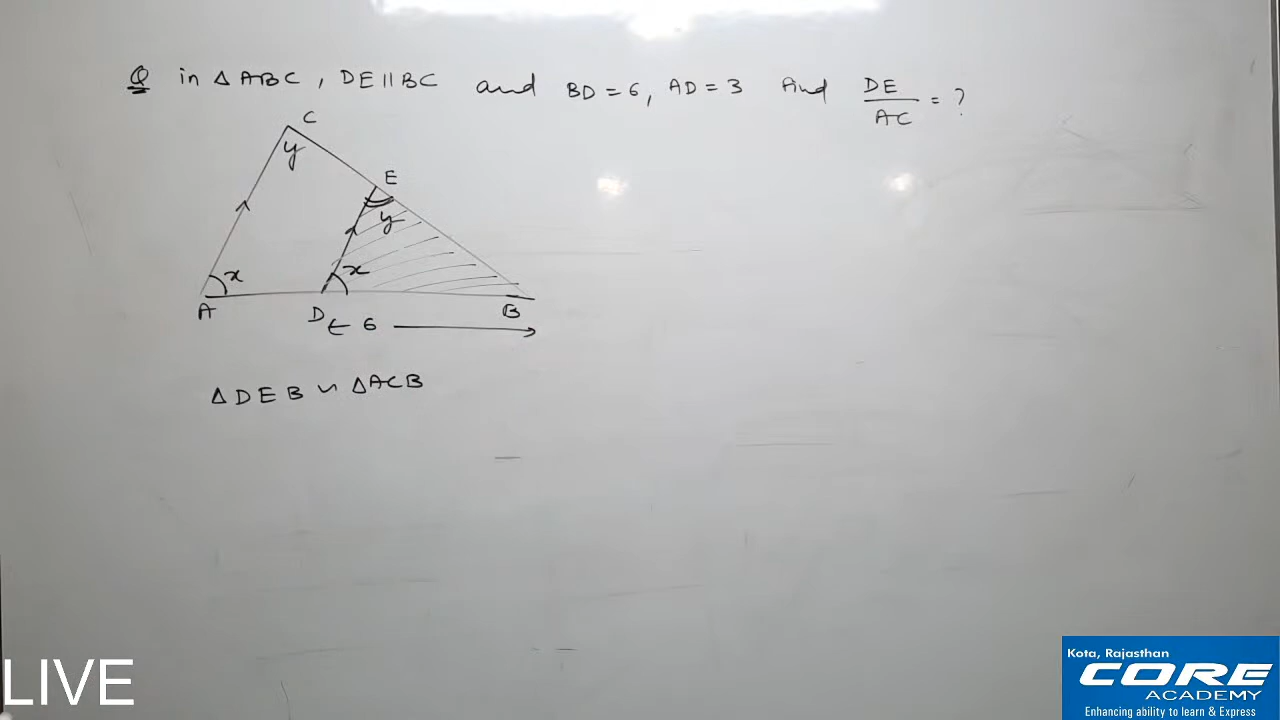 Q in △ ABC, DE || BC and BD = 6, AD = 3 find DE/AC = ?
C
y
E
y
x
x
A
D
B
← 6 →
△ DEB ∽ △ACB
LIVE
Kota, Rajasthan
CORE
ACADEMY
Enhancing ability to learn & Express